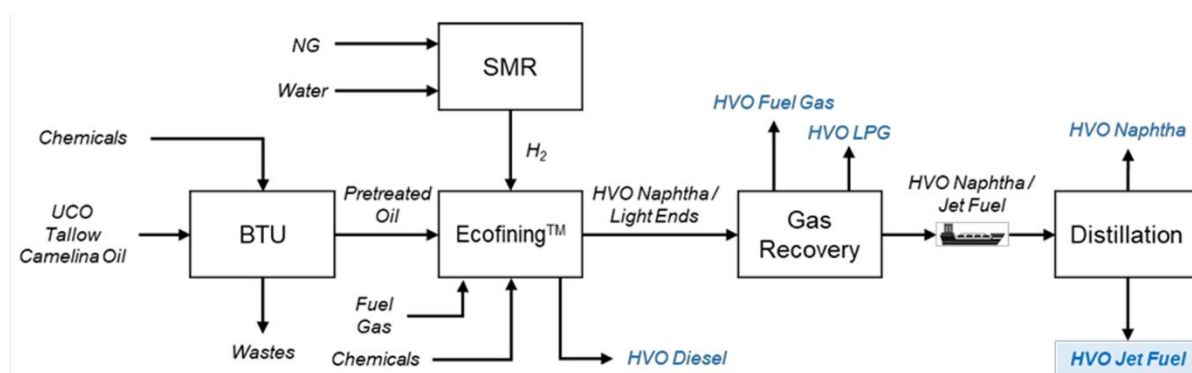 NG
Water
SMR
H₂
Chemicals
UCO
Tallow
Camelina Oil
BTU
Wastes
Pretreated
Oil
Ecofining™
Fuel
Gas
Chemicals
HVO Diesel
HVO Naphtha /
Light Ends
HVO Fuel Gas
HVO LPG
Gas
Recovery
HVO Naphtha /
Jet Fuel
HVO Naphtha
Distillation
HVO Jet Fuel